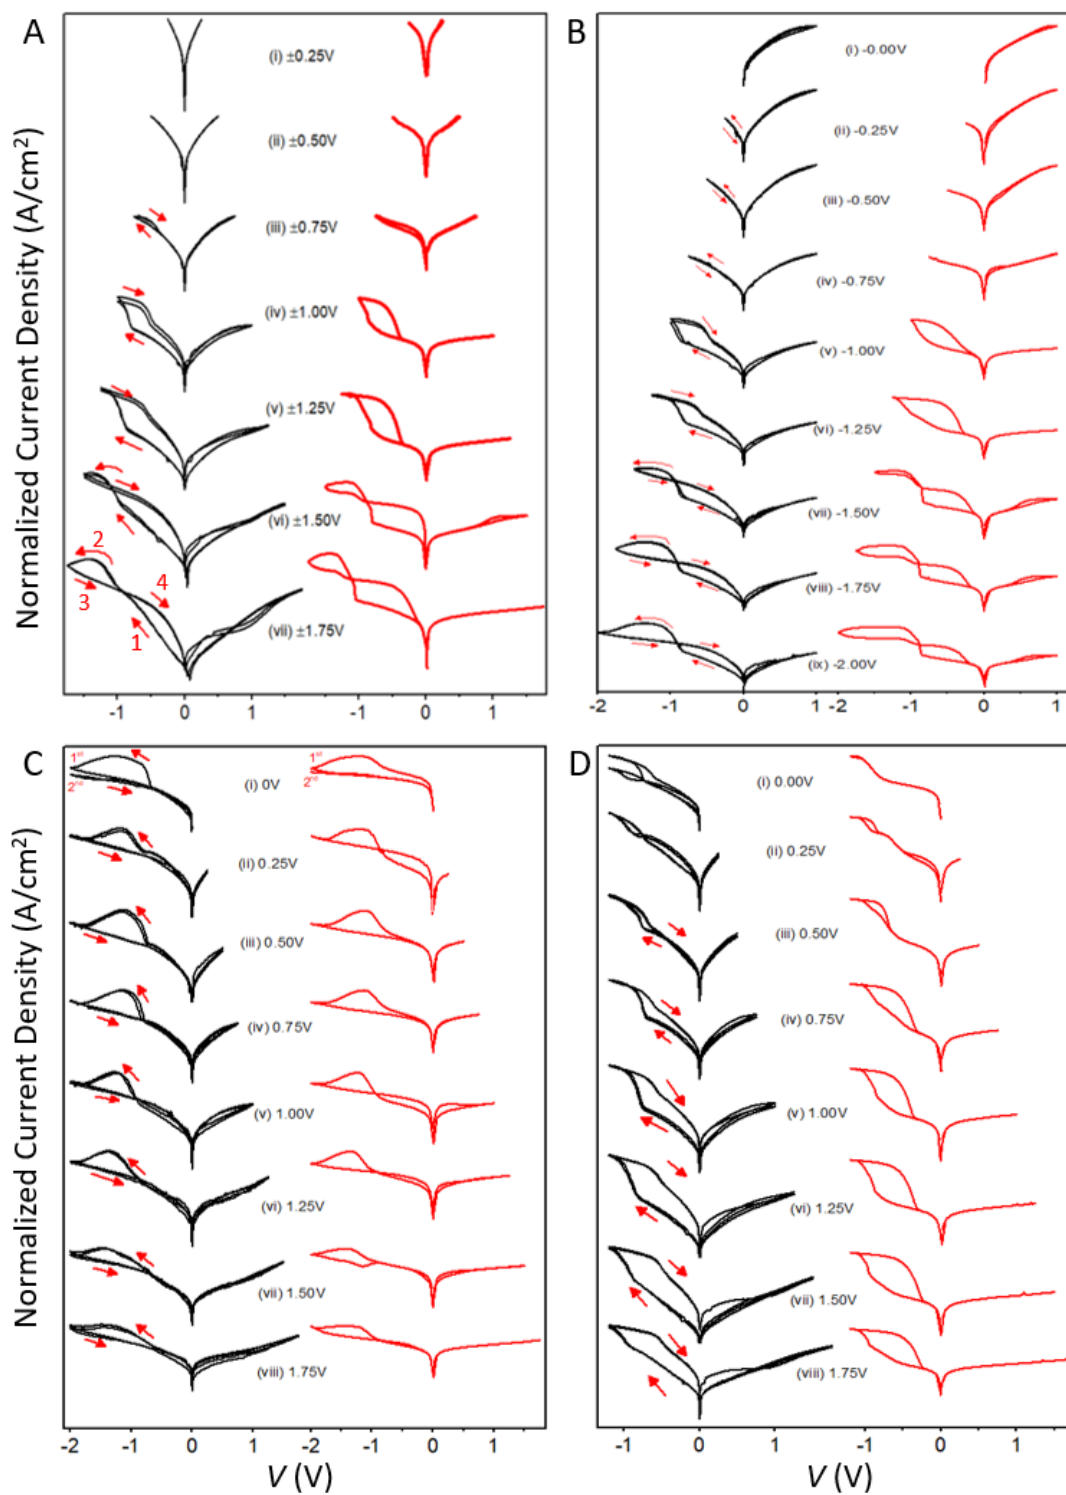 A
(i) ±0.25V
(ii) ±0.50V
(iii) ±0.75V
(iv) ±1.00V
(v) ±1.25V
(vi) ±1.50V
(vii) ±1.75V
1
2
3
4
-1 0 1 -1 0 1
B
(i) -0.00V
(ii) -0.25V
(iii) -0.50V
(iv) -0.75V
(v) -1.00V
(vi) -1.25V
(vii) -1.50V
(viii) -1.75V
(ix) -2.00V
-2 -1 0 1 -2 -1 0 1
Normalized Current Density (A/cm²)
C
1st
2nd
1st
2nd
(i) 0V
(ii) 0.25V
(iii) 0.50V
(iv) 0.75V
(v) 1.00V
(vi) 1.25V
(vii) 1.50V
(viii) 1.75V
-2 -1 0 1 -2 -1 0 1
V (V)
D
(i) 0.00V
(ii) 0.25V
(iii) 0.50V
(iv) 0.75V
(v) 1.00V
(vi) 1.25V
(vii) 1.50V
(viii) 1.75V
-1 0 1 -1 0 1
V (V)
Normalized Current Density (A/cm²)